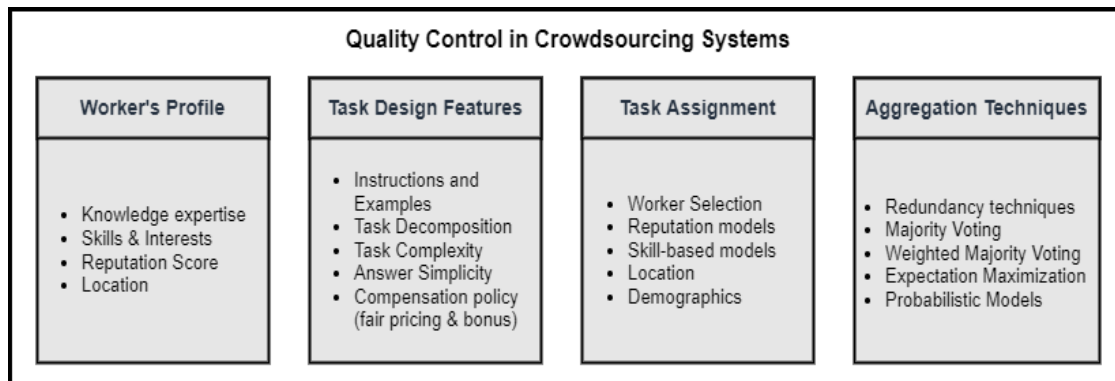 Quality Control in Crowdsourcing Systems
Worker's Profile
• Knowledge expertise
• Skills & Interests
• Reputation Score
• Location
Task Design Features
• Instructions and
Examples
• Task Decomposition
• Task Complexity
• Answer Simplicity
• Compensation policy
(fair pricing & bonus)
Task Assignment
• Worker Selection
• Reputation models
• Skill-based models
• Location
• Demographics
Aggregation Techniques
• Redundancy techniques
• Majority Voting
• Weighted Majority Voting
• Expectation Maximization
• Probabilistic Models